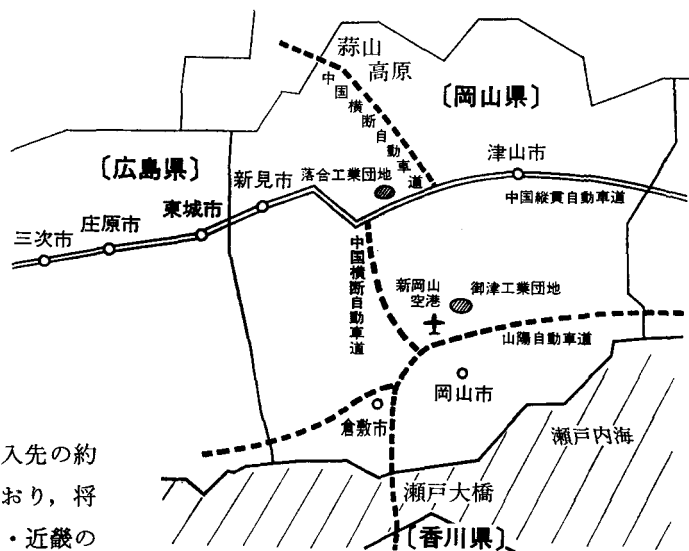 蒜山
高原
中国横断自動車道
〔岡山県〕
〔広島県〕
津山市
新見市
落合工業団地
中国縦貫自動車道
東城市
庄原市
三次市
中国横断自動車道
新岡山
空港
御津工業団地
山陽自動車道
岡山市
倉敷市
瀬戸内海
入先の約
おり，将
・近畿の
瀬戸大橋
〔香川県〕